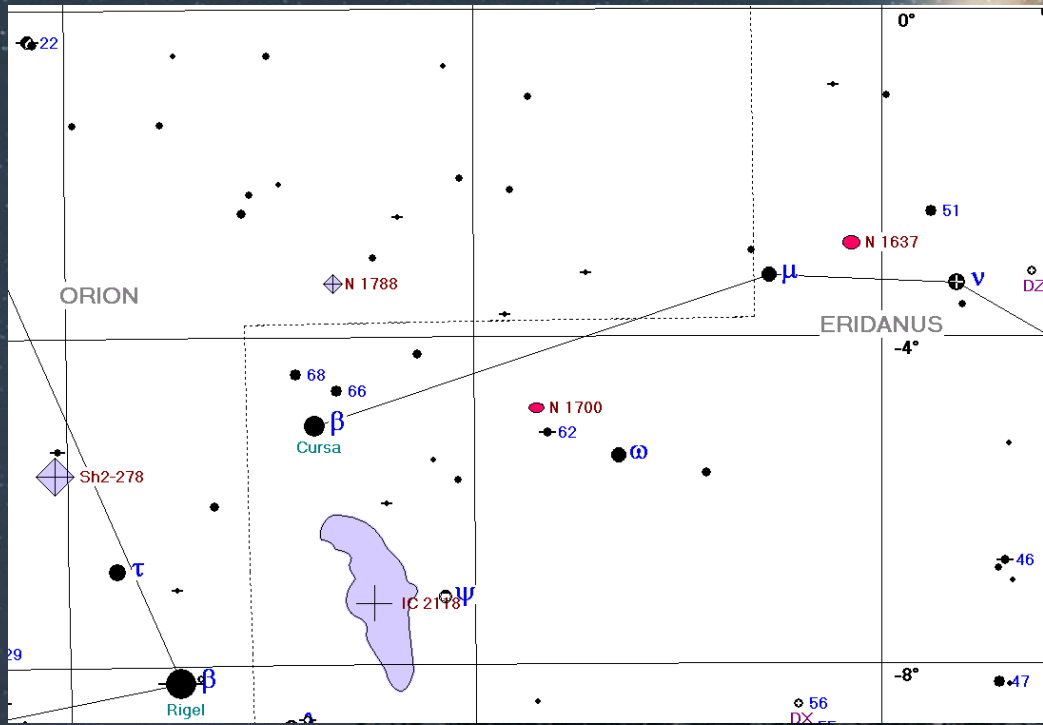 0°
22
51
N 1637
μ
ν
N 1788
DZ
ORION
ERIDANUS
-4°
68
66
N 1700
β
62
ω
Cursa
Sh2-278
46
τ
ψ
IC 2118
29
-8°
β
47
Rigel
56
λ
DX
55